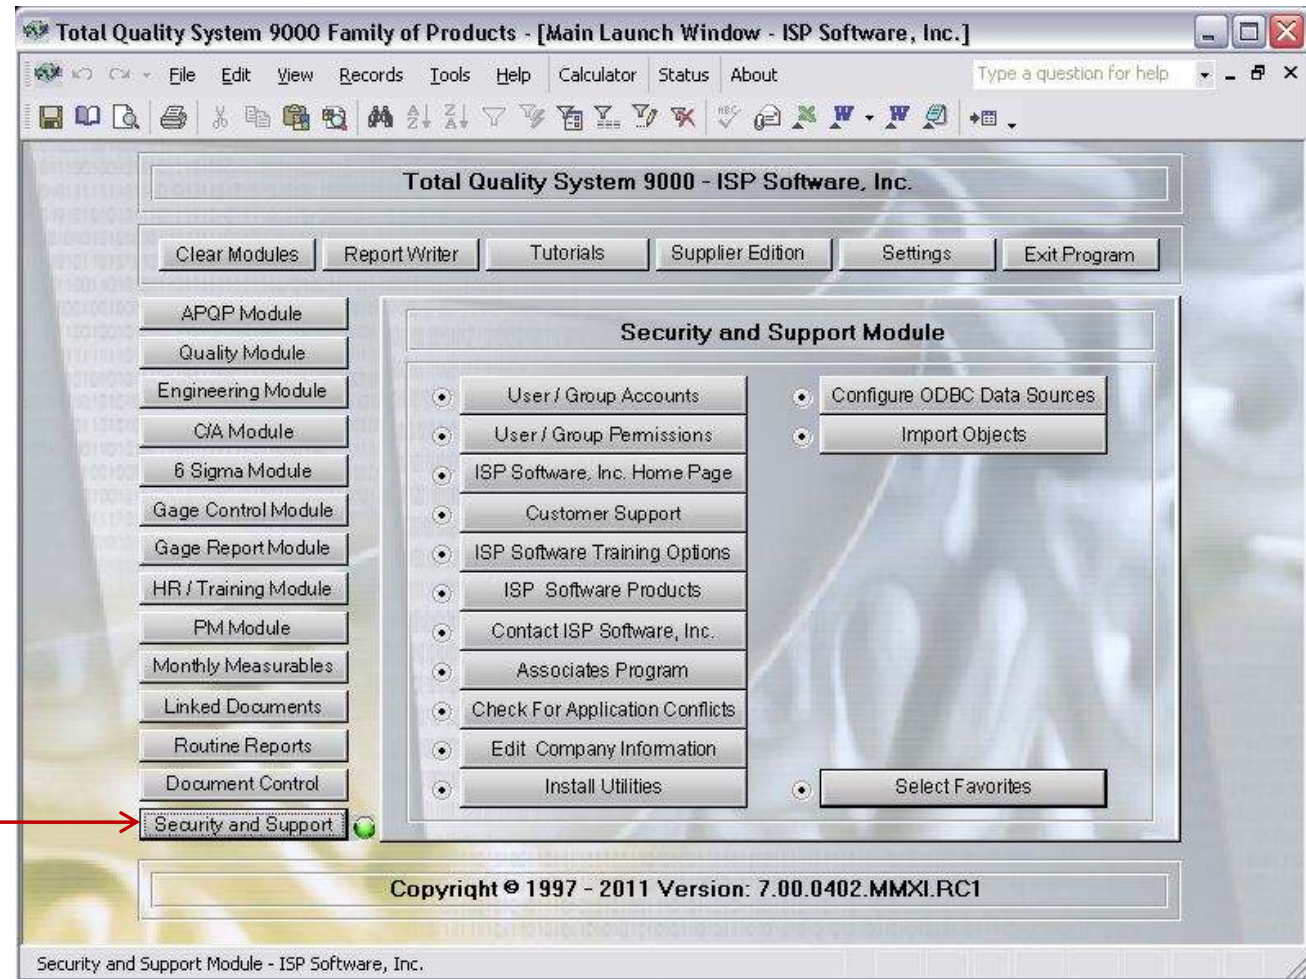 Total Quality System 9000 Family of Products - [Main Launch Window - ISP Software, Inc.]
File Edit View Records Tools Help Calculator Status About Type a question for help
Total Quality System 9000 - ISP Software, Inc.
Clear Modules Report Writer Tutorials Supplier Edition Settings Exit Program
APQP Module
Quality Module
Engineering Module
C/A Module
6 Sigma Module
Gage Control Module
Gage Report Module
HR / Training Module
PM Module
Monthly Measurables
Linked Documents
Routine Reports
Document Control
Security and Support
Security and Support Module
User / Group Accounts
User / Group Permissions
ISP Software, Inc. Home Page
Customer Support
ISP Software Training Options
ISP Software Products
Contact ISP Software, Inc.
Associates Program
Check For Application Conflicts
Edit Company Information
Install Utilities
Configure ODBC Data Sources
Import Objects
Select Favorites
Copyright © 1997 - 2011 Version: 7.00.0402.MMXI.RC1
Security and Support Module - ISP Software, Inc.